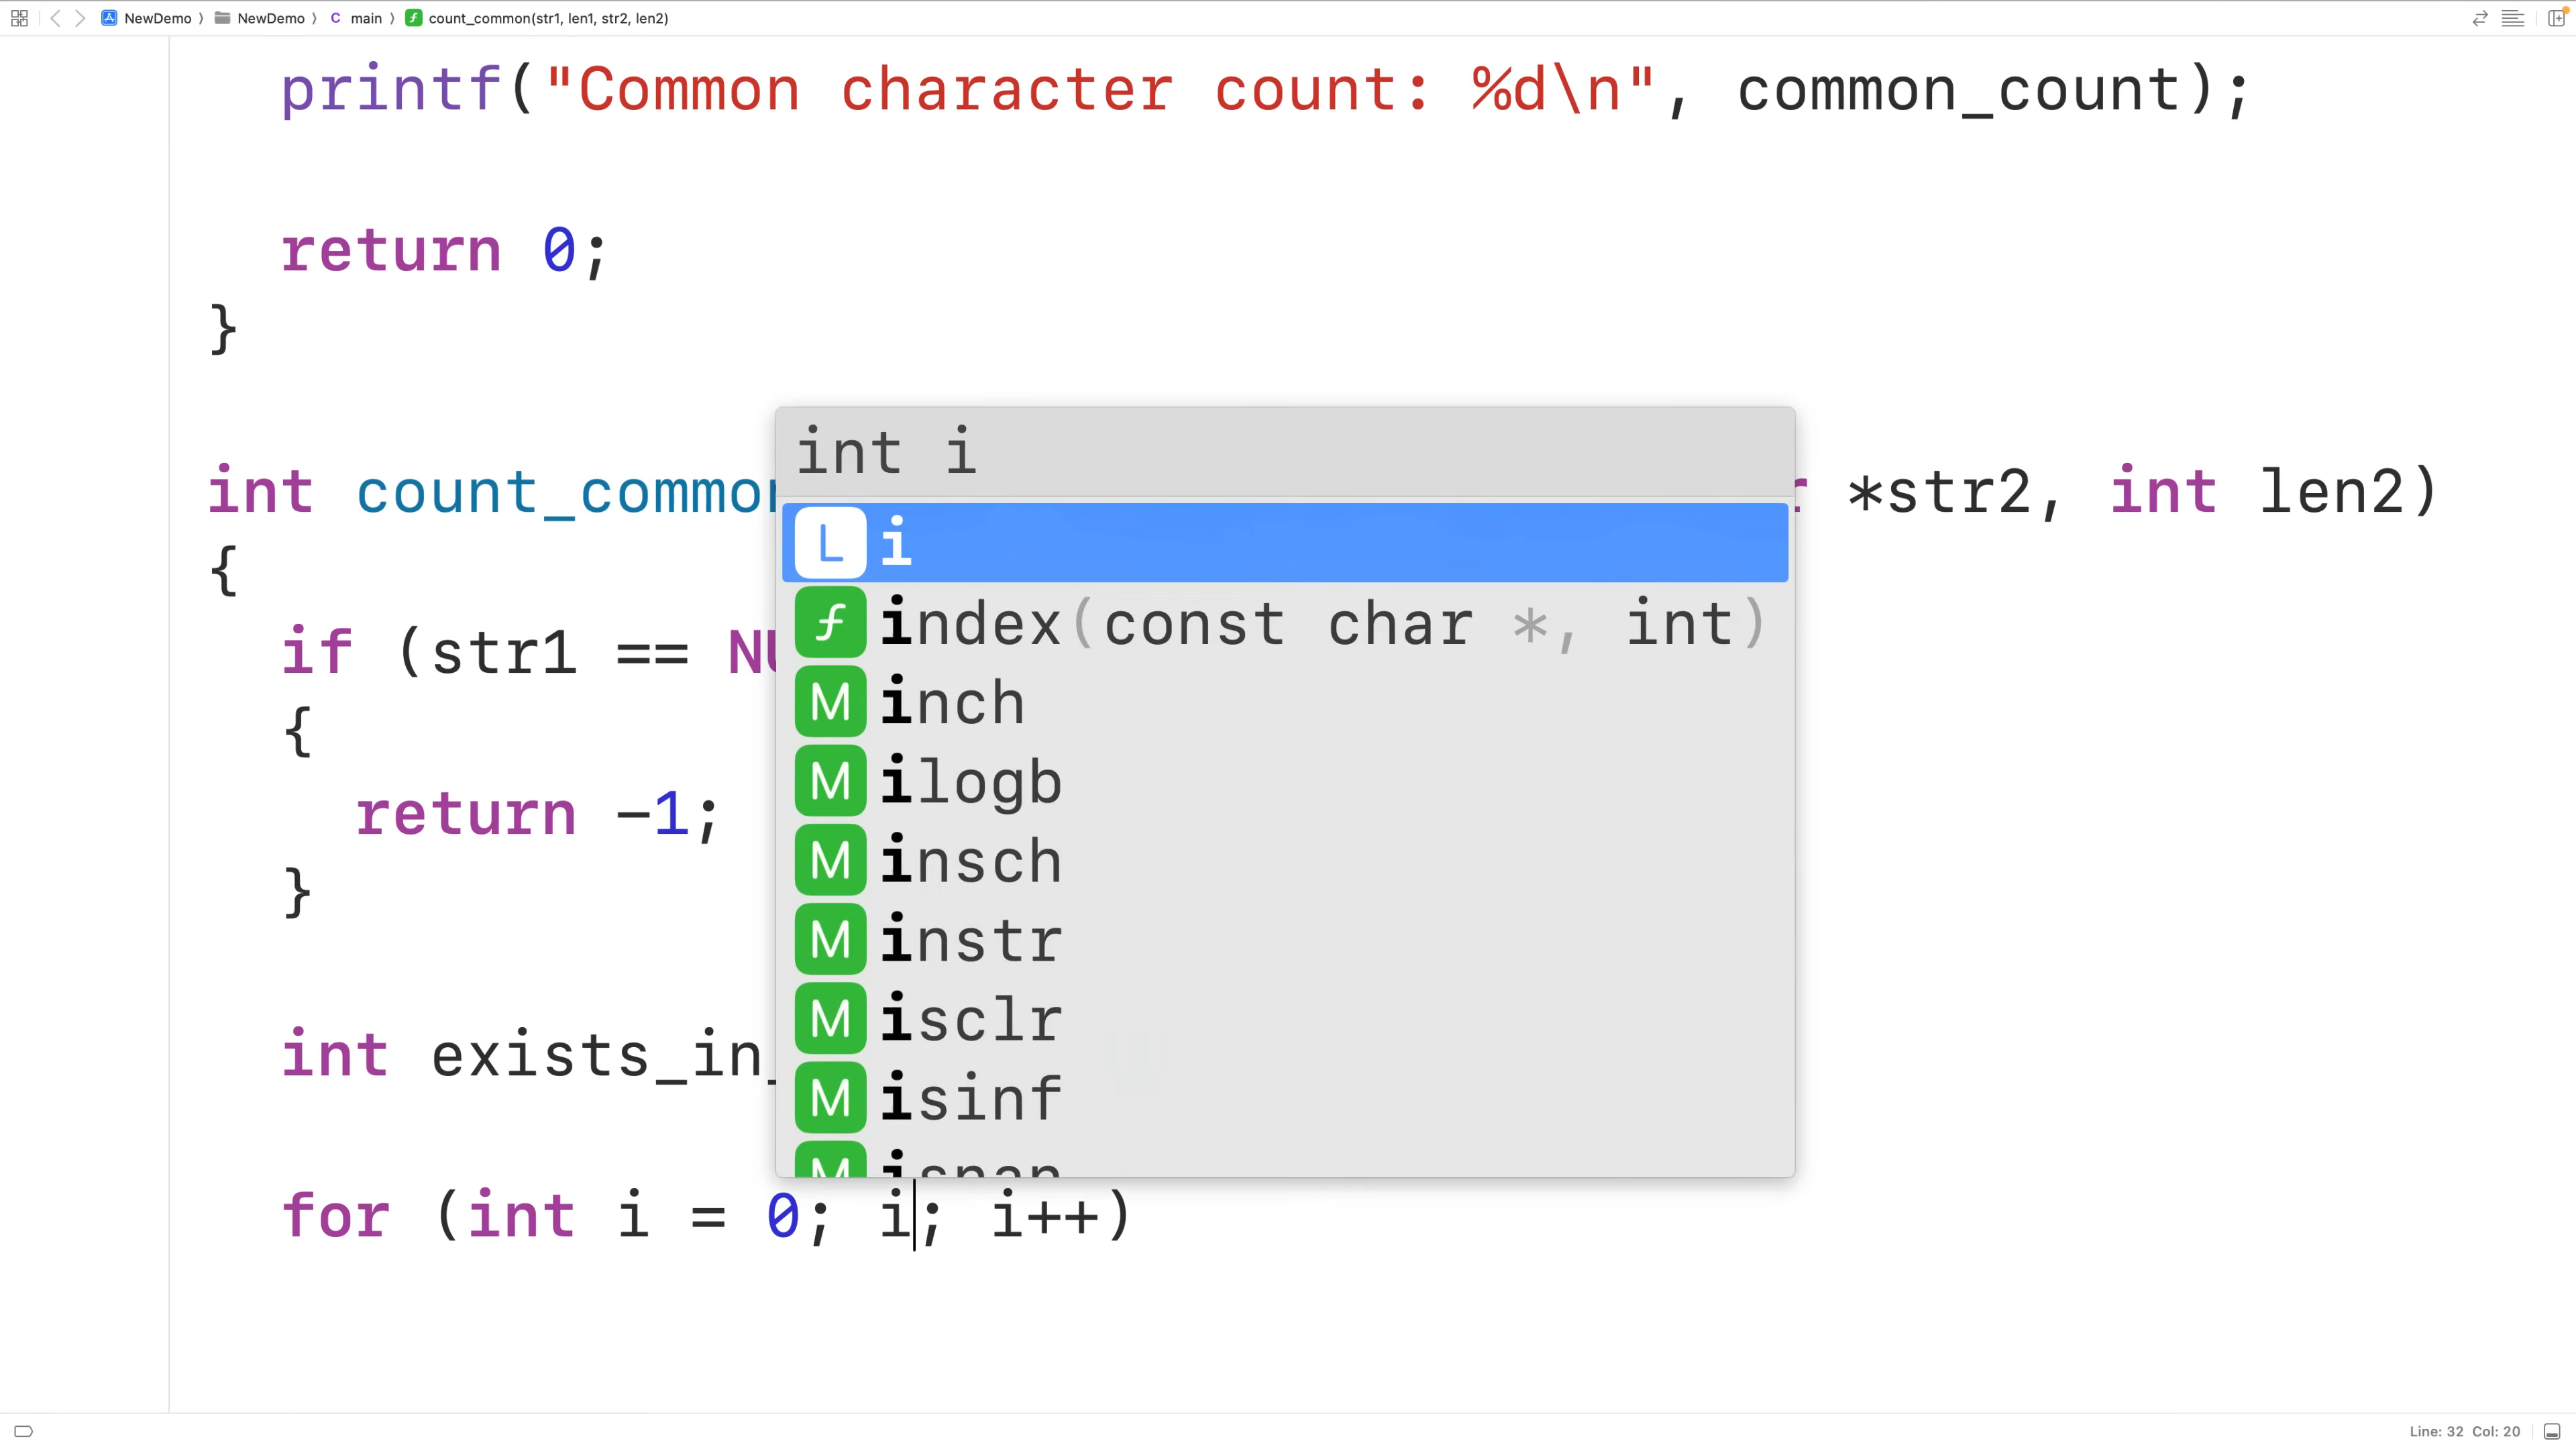 NewDemo 〉 NewDemo 〉 C main 〉 f count_common(str1, len1, str2, len2)
printf("Common character count: %d\n", common_count);
return 0;
}
int i
int count_common *str2, int len2)
L i
{
f index(const char *, int)
if (str1 ==
M inch
{
M ilogb
return -1;
M insch
}
M instr
M isclr
int exists_in_
M isinf
for (int i = 0; i; i++)
Line: 32 Col: 20